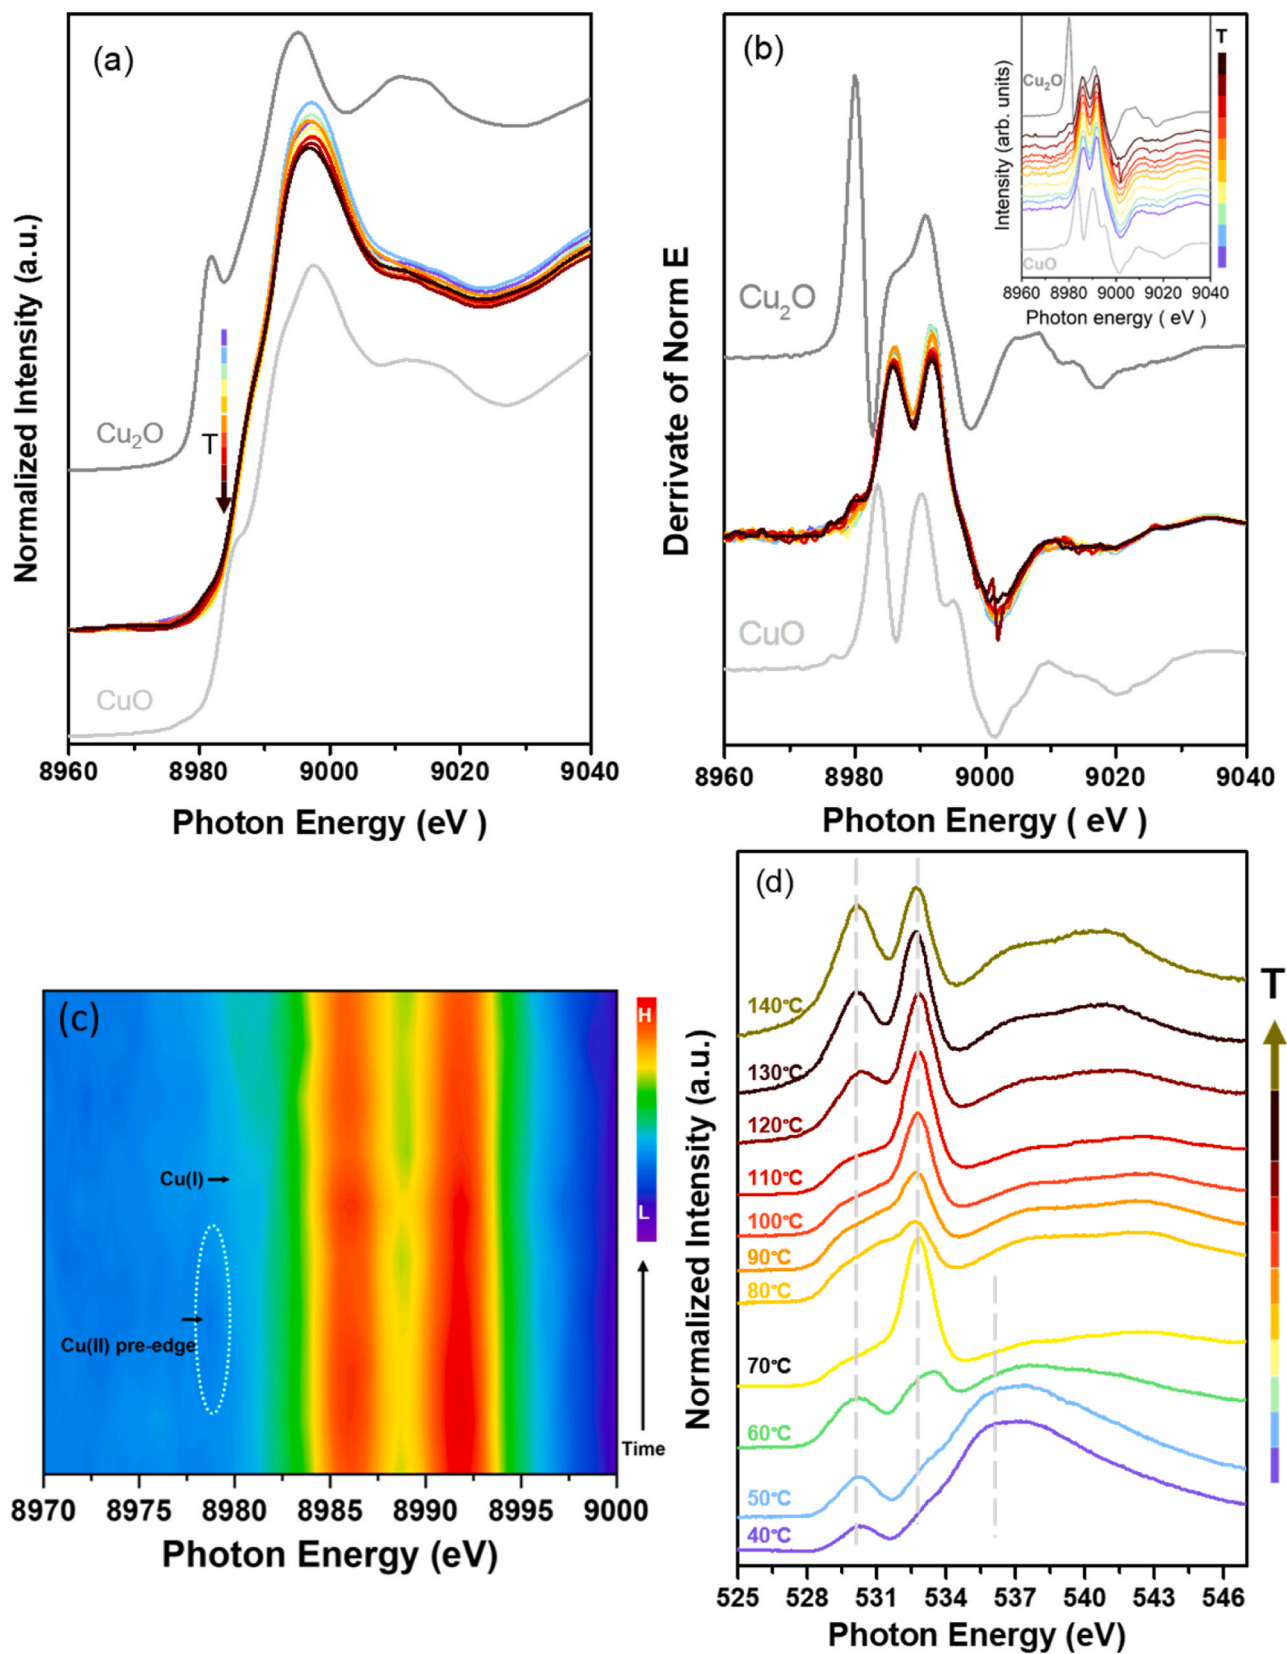 (a)
Normalized Intensity (a.u.)
Cu₂O
T
CuO
8960 8980 9000 9020 9040
Photon Energy (eV )
(b)
Derrivate of Norm E
Cu₂O
CuO
8960 8980 9000 9020 9040
Photon Energy ( eV )
T
Intensity (arb. units)
Cu₂O
CuO
8960 8980 9000 9020 9040
Photon energy ( eV )
(c)
Cu(I)
Cu(II) pre-edge
H
L
Time
8970 8975 8980 8985 8990 8995 9000
Photon Energy (eV)
(d)
Normalized Intensity (a.u.)
140°C
130°C
120°C
110°C
100°C
90°C
80°C
70°C
60°C
50°C
40°C
T
525 528 531 534 537 540 543 546
Photon Energy (eV)